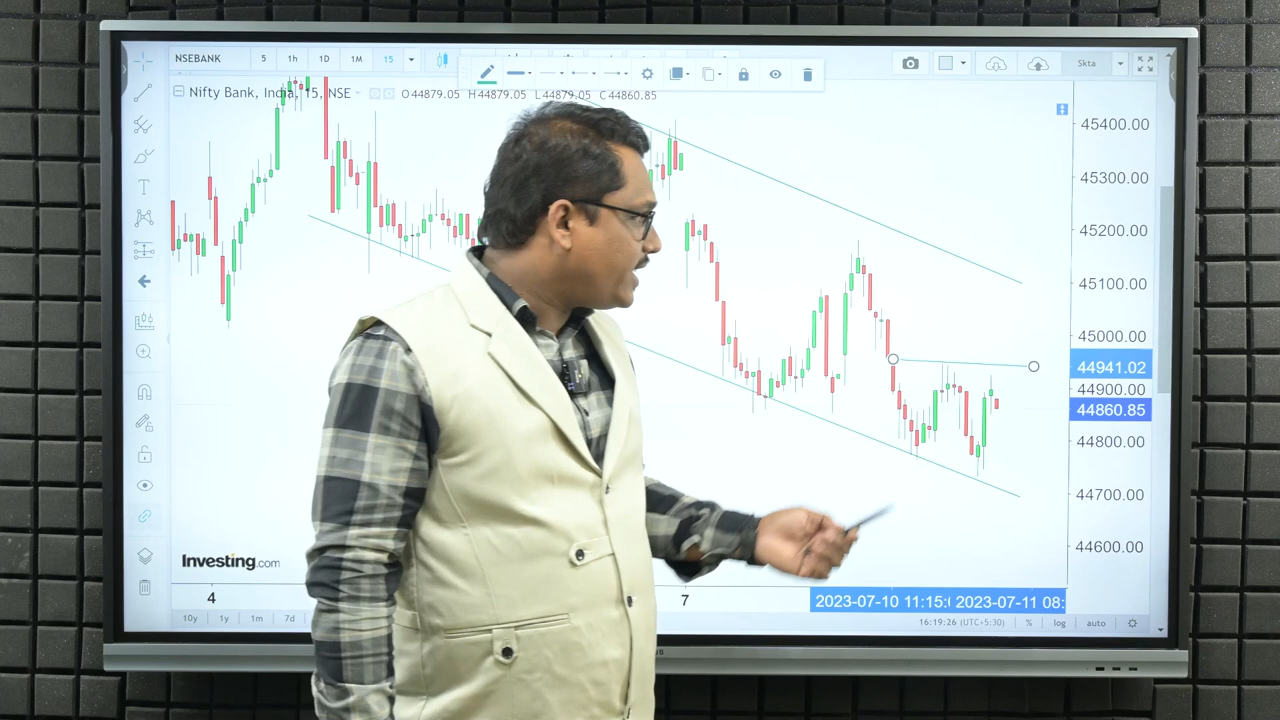 NSEBANK 5 1h 1D 1M 15 Skta
Nifty Bank, India, 15, NSE O44879.05 H44879.05 L44879.05 C44860.85
45400.00
45300.00
45200.00
45100.00
45000.00
44941.02
44900.00
44860.85
44800.00
44700.00
44600.00
Investing.com
4 7 2023-07-10 11:15: 2023-07-11 08:
10y 1y 1m 7d 16:19:26 (UTC+5:30) % log auto